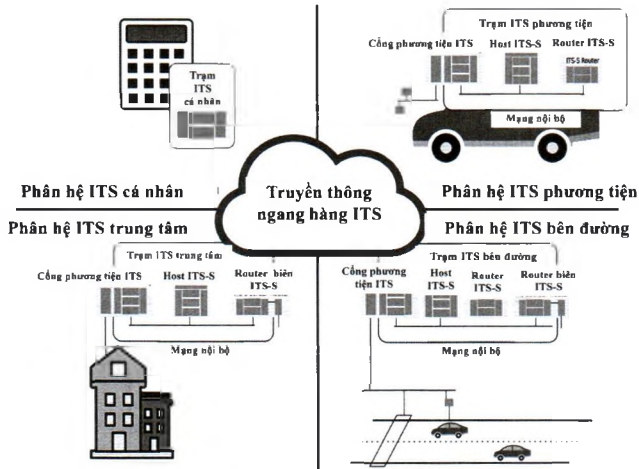 Trạm
ITS
cá nhân
Phân hệ ITS cá nhân
Trạm ITS phương tiện
Cổng phương tiện ITS
Host ITS-S
Router ITS-S
ITS-S Router
Mạng nội bộ
Phân hệ ITS phương tiện
Truyền thông
ngang hàng ITS
Phân hệ ITS trung tâm
Trạm ITS trung tâm
Cổng phương tiện ITS
Host ITS-S
Router biên
ITS-S
Mạng nội bộ
Phân hệ ITS bên đường
Trạm ITS bên đường
Cổng phương
tiện ITS
Host
ITS-S
Router
ITS-S
Router biên
ITS-S
Mạng nội bộ